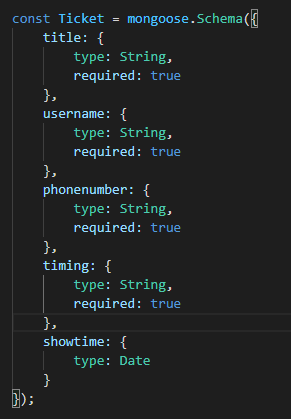 const Ticket = mongoose.Schema({
    title: {
        type: String,
        required: true
    },
    username: {
        type: String,
        required: true
    },
    phonenumber: {
        type: String,
        required: true
    },
    timing: {
        type: String,
        required: true
    },
    showtime: {
        type: Date
    }
});